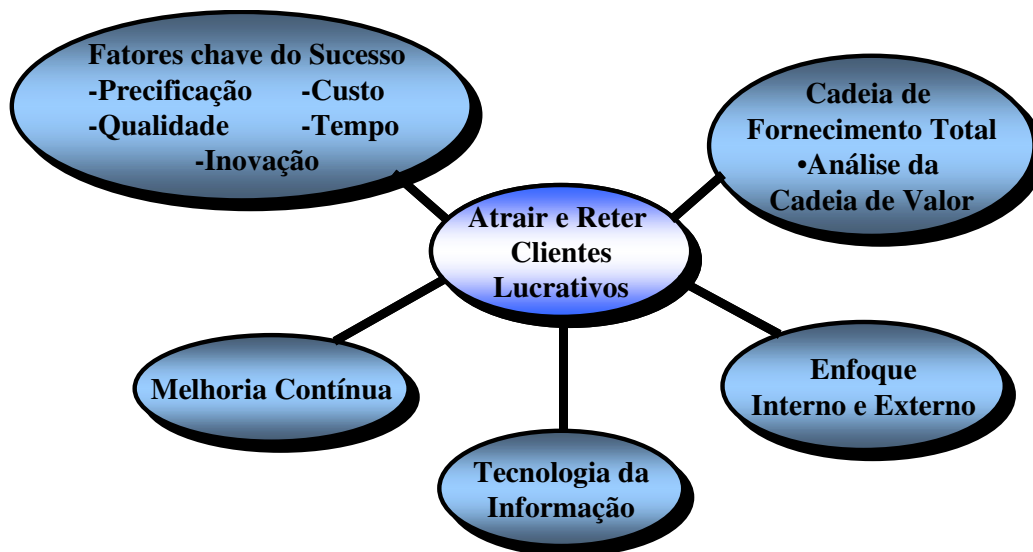 Fatores chave do Sucesso
-Precificação -Custo
-Qualidade -Tempo
-Inovação
Cadeia de
Fornecimento Total
•Análise da
Cadeia de Valor
Atrair e Reter
Clientes
Lucrativos
Melhoria Contínua
Enfoque
Interno e Externo
Tecnologia da
Informação